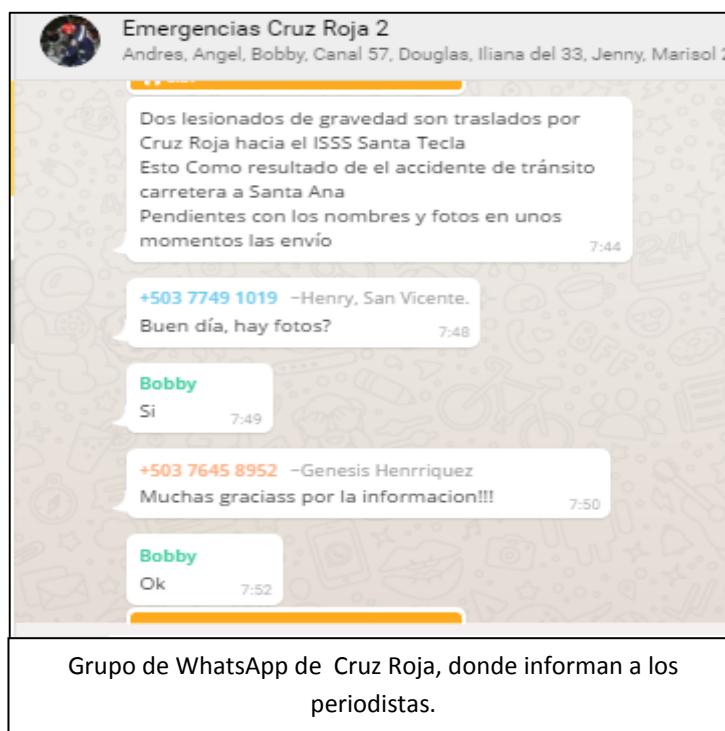 Emergencias Cruz Roja 2
Andres, Angel, Bobby, Canal 57, Douglas, Iliana del 33, Jenny, Marisol 2
Dos lesionados de gravedad son traslados por
Cruz Roja hacia el ISSS Santa Tecla
Esto Como resultado de el accidente de tránsito
carretera a Santa Ana
Pendientes con los nombres y fotos en unos
momentos las envío
7:44
+503 7749 1019 ~Henry, San Vicente.
Buen día, hay fotos?
7:48
Bobby
Si
7:49
+503 7645 8952 ~Genesis Henrriquez
Muchas graciass por la informacion!!!
7:50
Bobby
Ok
7:52
Grupo de WhatsApp de Cruz Roja, donde informan a los
periodistas.